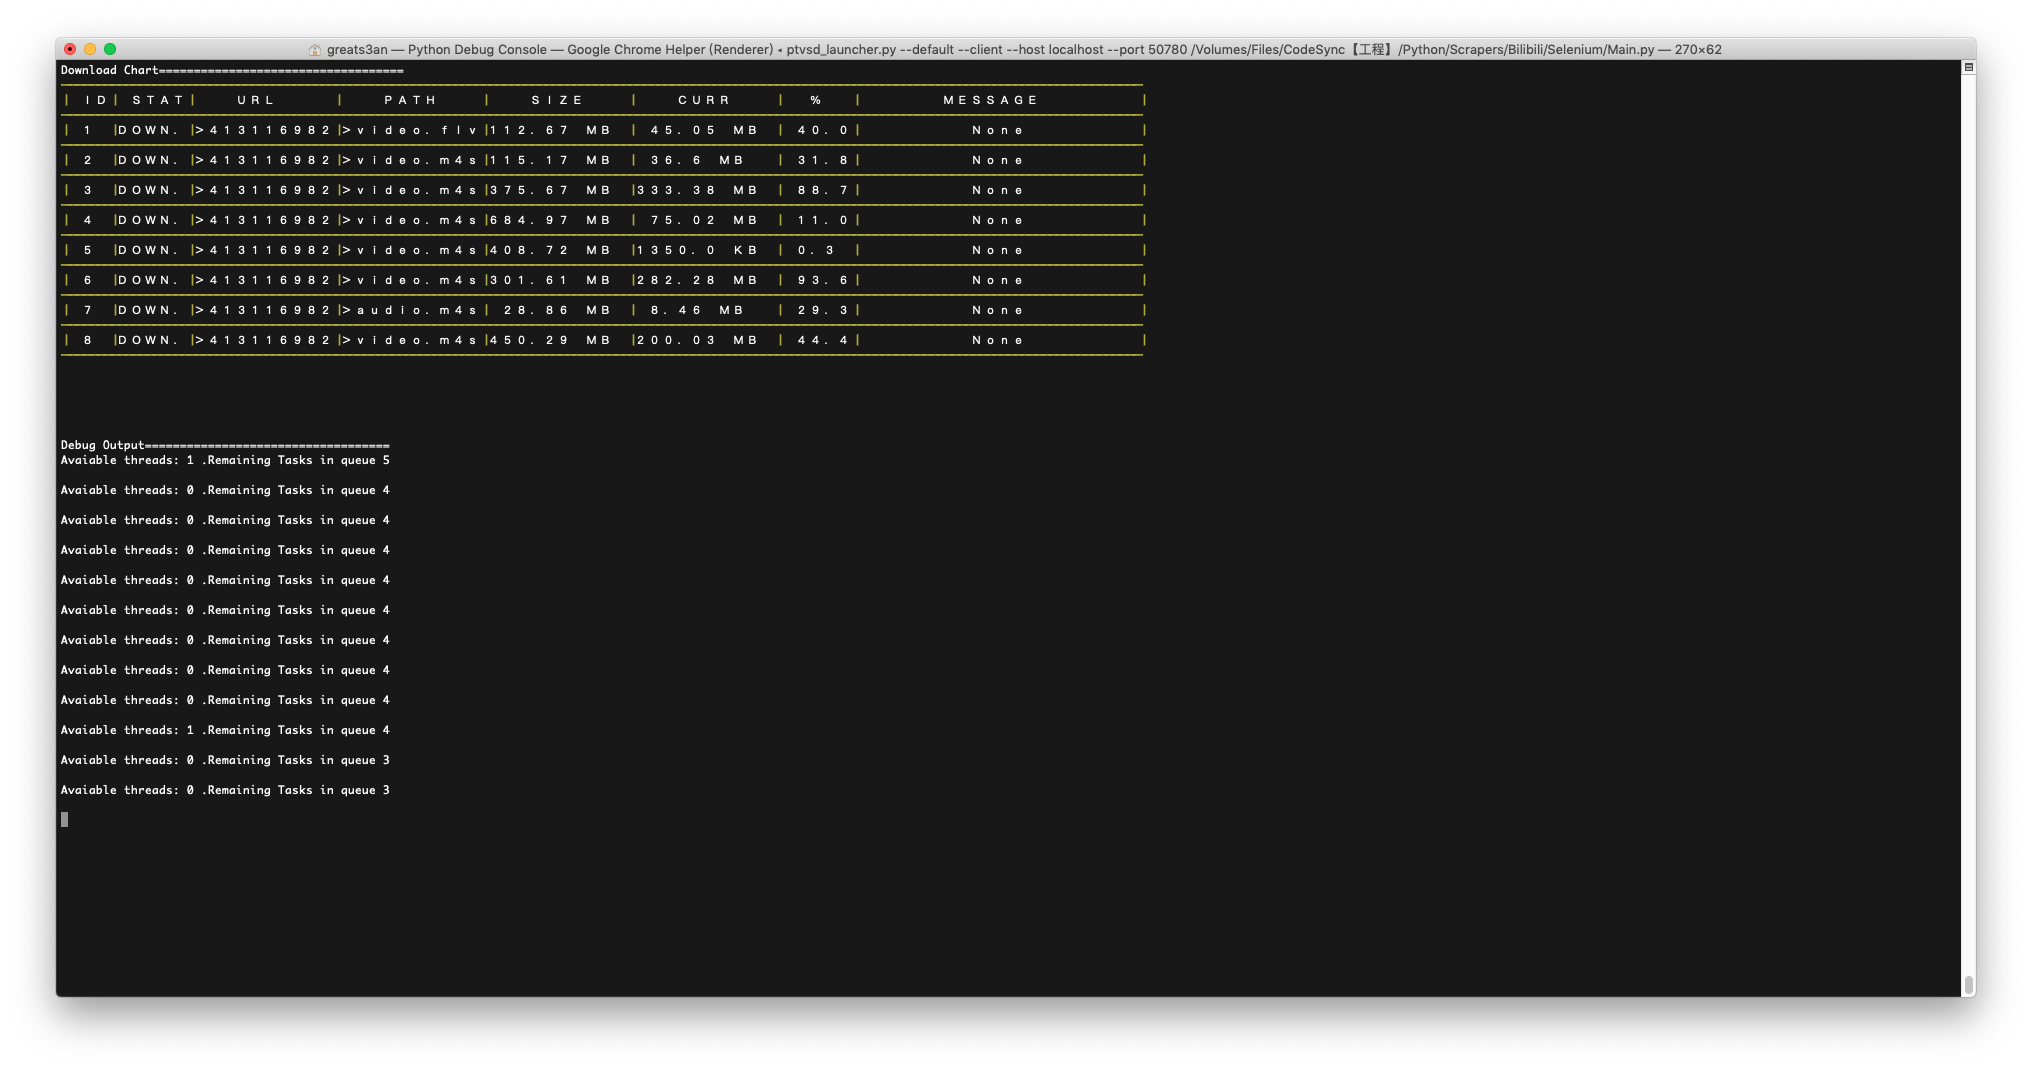 greats3an — Python Debug Console — Google Chrome Helper (Renderer) ◂ ptvsd_launcher.py --default --client --host localhost --port 50780 /Volumes/Files/CodeSync【工程】/Python/Scrapers/Bilibili/Selenium/Main.py — 270×62
Download Chart===================================
| ID | STAT | URL | PATH | SIZE | CURR | % | MESSAGE |
| 1 |DOWN. |>413116982 |>video.flv |112.67 MB | 45.05 MB | 40.0 | None |
| 2 |DOWN. |>413116982 |>video.m4s |115.17 MB | 36.6 MB | 31.8 | None |
| 3 |DOWN. |>413116982 |>video.m4s |375.67 MB |333.38 MB | 88.7 | None |
| 4 |DOWN. |>413116982 |>video.m4s |684.97 MB | 75.02 MB | 11.0 | None |
| 5 |DOWN. |>413116982 |>video.m4s |408.72 MB |1350.0 KB | 0.3 | None |
| 6 |DOWN. |>413116982 |>video.m4s |301.61 MB |282.28 MB | 93.6 | None |
| 7 |DOWN. |>413116982 |>audio.m4s | 28.86 MB | 8.46 MB | 29.3 | None |
| 8 |DOWN. |>413116982 |>video.m4s |450.29 MB |200.03 MB | 44.4 | None |
Debug Output===================================
Avaiable threads: 1 .Remaining Tasks in queue 5
Avaiable threads: 0 .Remaining Tasks in queue 4
Avaiable threads: 0 .Remaining Tasks in queue 4
Avaiable threads: 0 .Remaining Tasks in queue 4
Avaiable threads: 0 .Remaining Tasks in queue 4
Avaiable threads: 0 .Remaining Tasks in queue 4
Avaiable threads: 0 .Remaining Tasks in queue 4
Avaiable threads: 0 .Remaining Tasks in queue 4
Avaiable threads: 0 .Remaining Tasks in queue 4
Avaiable threads: 1 .Remaining Tasks in queue 4
Avaiable threads: 0 .Remaining Tasks in queue 3
Avaiable threads: 0 .Remaining Tasks in queue 3